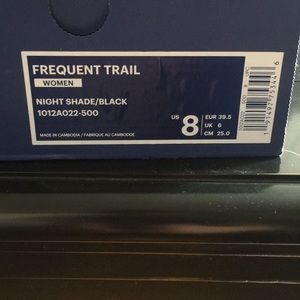 FREQUENT TRAIL
WOMEN
NIGHT SHADE/BLACK
1012A022-500
MADE IN CAMBODIA / FABRIQUÉ AU CAMBODGE
US 8
EUR 39.5
UK 6
CM 25.0